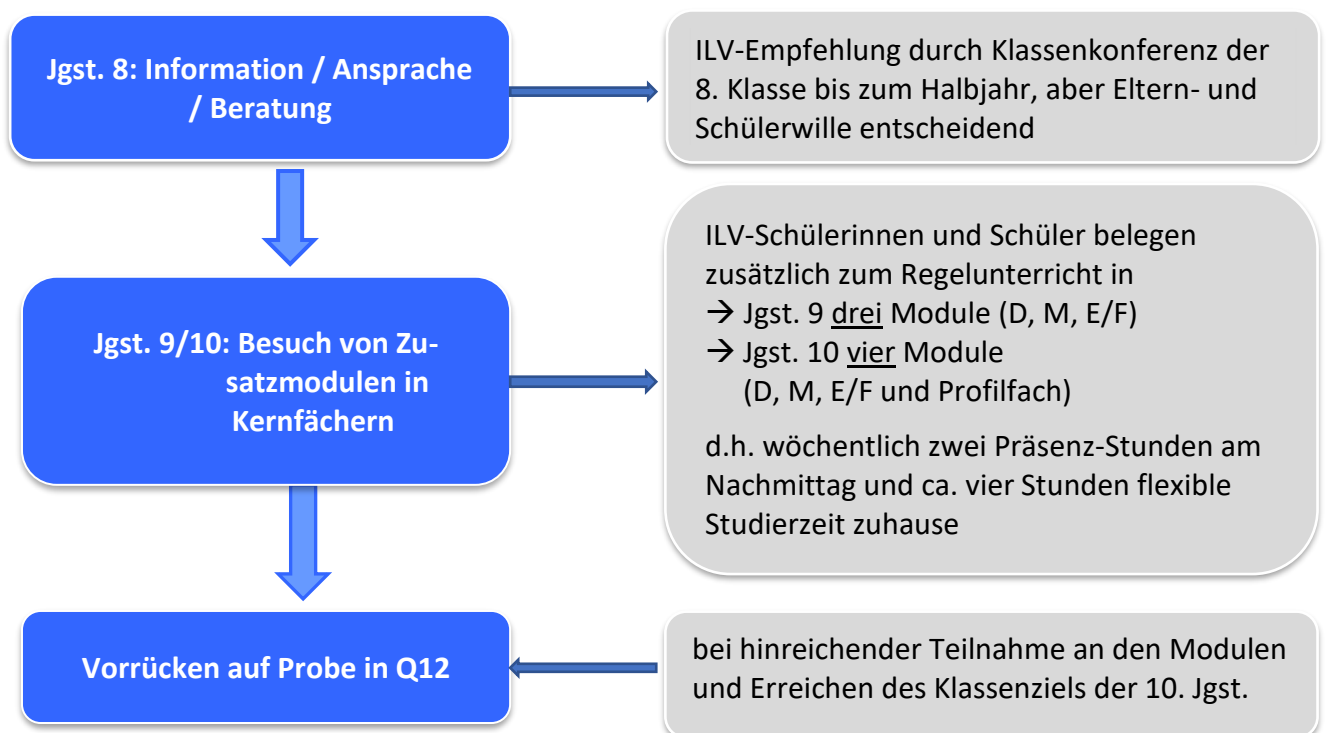 Jgst. 8: Information / Ansprache
/ Beratung
ILV-Empfehlung durch Klassenkonferenz der
8. Klasse bis zum Halbjahr, aber Eltern- und
Schülerwille entscheidend
Jgst. 9/10: Besuch von Zu-
satzmodulen in
Kernfächern
ILV-Schülerinnen und Schüler belegen
zusätzlich zum Regelunterricht in
→ Jgst. 9 drei Module (D, M, E/F)
→ Jgst. 10 vier Module
(D, M, E/F und Profilfach)
d.h. wöchentlich zwei Präsenz-Stunden am
Nachmittag und ca. vier Stunden flexible
Studierzeit zuhause
Vorrücken auf Probe in Q12
bei hinreichender Teilnahme an den Modulen
und Erreichen des Klassenziels der 10. Jgst.